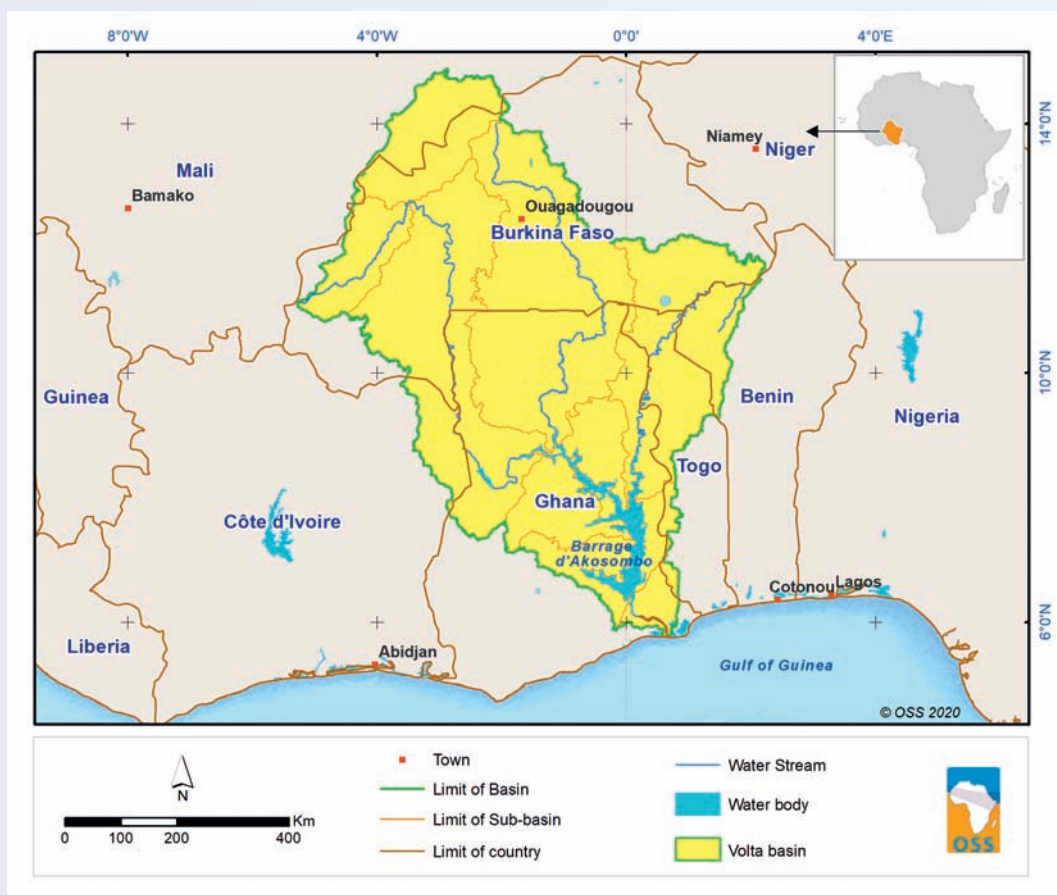 8°0'W 4°0'W 0°0' 4°0'E
14°0'N
10°0'N
6°0'N
Mali
Bamako
Niamey
Niger
Ouagadougou
Burkina Faso
Guinea
Benin
Nigeria
Togo
Ghana
Côte d'Ivoire
Barrage
d'Akosombo
Cotonou
Lagos
Liberia
Abidjan
Gulf of Guinea
© OSS 2020
N
0 100 200 400 Km
Town
Limit of Basin
Limit of Sub-basin
Limit of country
Water Stream
Water body
Volta basin
OSS